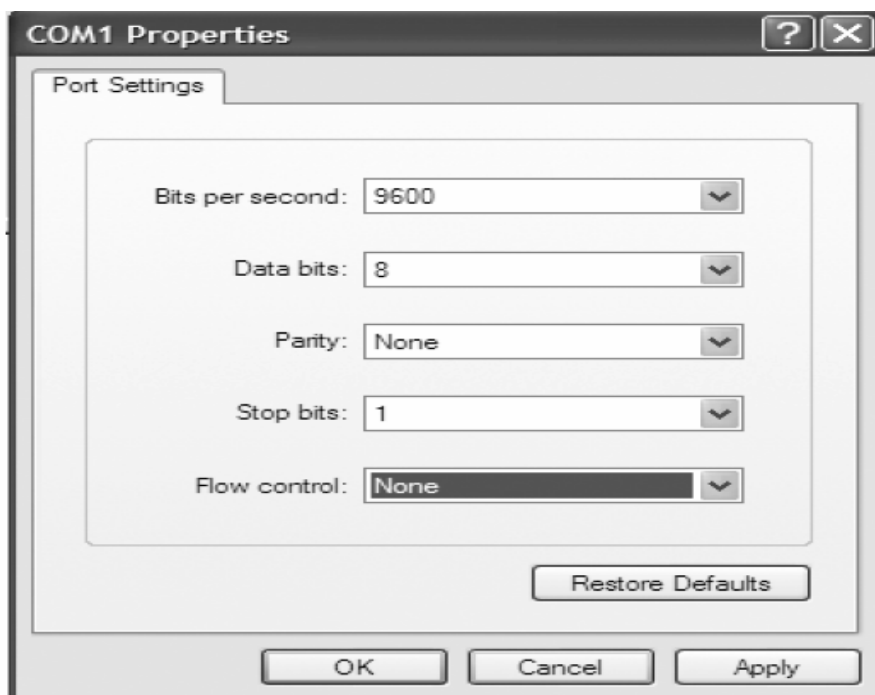 COM1 Properties
Port Settings
Bits per second: 9600
Data bits: 8
Parity: None
Stop bits: 1
Flow control: None
Restore Defaults
OK Cancel Apply